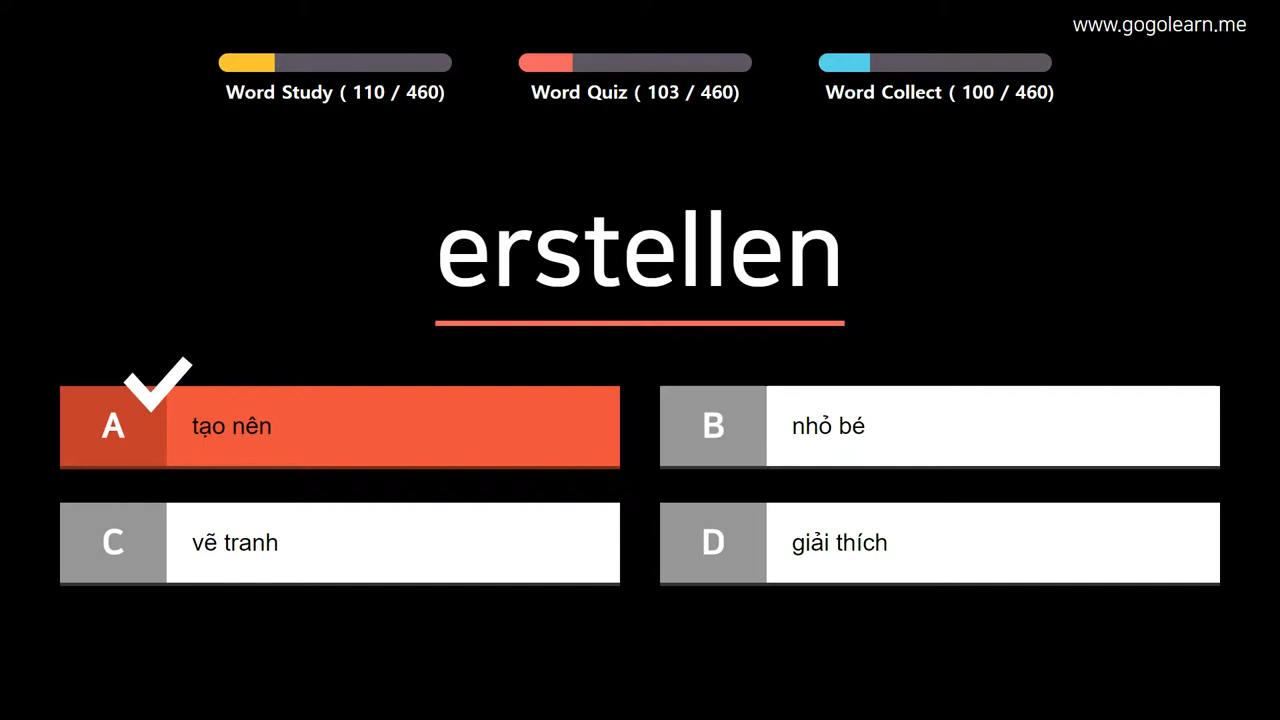 www.gogolearn.me
Word Study ( 110 / 460)
Word Quiz ( 103 / 460)
Word Collect ( 100 / 460)
erstellen
A tạo nên
B nhỏ bé
C vẽ tranh
D giải thích